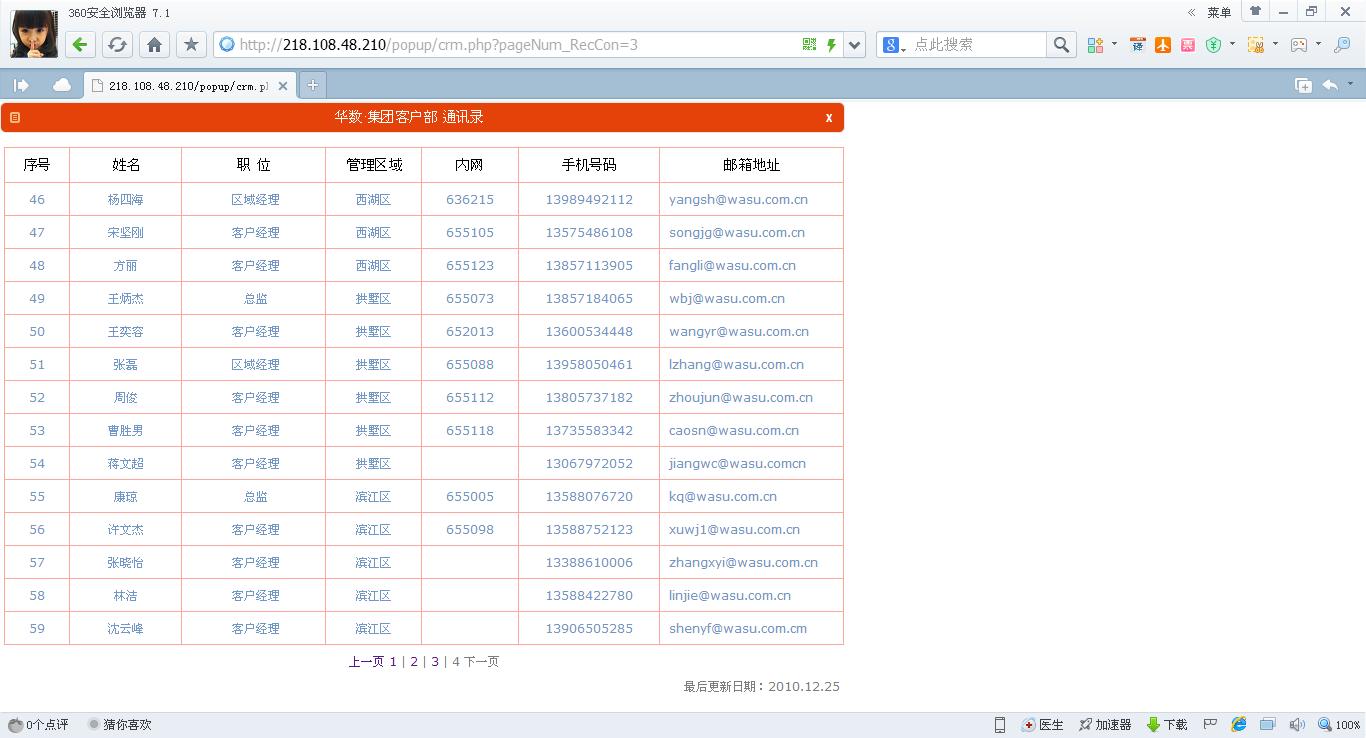 360安全浏览器 7.1
« 菜单
http://218.108.48.210/popup/crm.php?pageNum_RecCon=3
点此搜索
218.108.48.210/popup/crm.pl
华数·集团客户部 通讯录 x
序号 姓名 职 位 管理区域 内网 手机号码 邮箱地址
46 杨四海 区域经理 西湖区 636215 13989492112 yangsh@wasu.com.cn
47 宋坚刚 客户经理 西湖区 655105 13575486108 songjg@wasu.com.cn
48 方丽 客户经理 西湖区 655123 13857113905 fangli@wasu.com.cn
49 王炳杰 总监 拱墅区 655073 13857184065 wbj@wasu.com.cn
50 王奕容 客户经理 拱墅区 652013 13600534448 wangyr@wasu.com.cn
51 张磊 区域经理 拱墅区 655088 13958050461 lzhang@wasu.com.cn
52 周俊 客户经理 拱墅区 655112 13805737182 zhoujun@wasu.com.cn
53 曹胜男 客户经理 拱墅区 655118 13735583342 caosn@wasu.com.cn
54 蒋文超 客户经理 拱墅区 13067972052 jiangwc@wasu.comcn
55 康琼 总监 滨江区 655005 13588076720 kq@wasu.com.cn
56 许文杰 客户经理 滨江区 655098 13588752123 xuwj1@wasu.com.cn
57 张晓怡 客户经理 滨江区 13388610006 zhangxyi@wasu.com.cn
58 林洁 客户经理 滨江区 13588422780 linjie@wasu.com.cn
59 沈云峰 客户经理 滨江区 13906505285 shenyf@wasu.com.cm
上一页 1 | 2 | 3 | 4 下一页
最后更新日期：2010.12.25
0个点评 猜你喜欢 医生 加速器 下载 100%